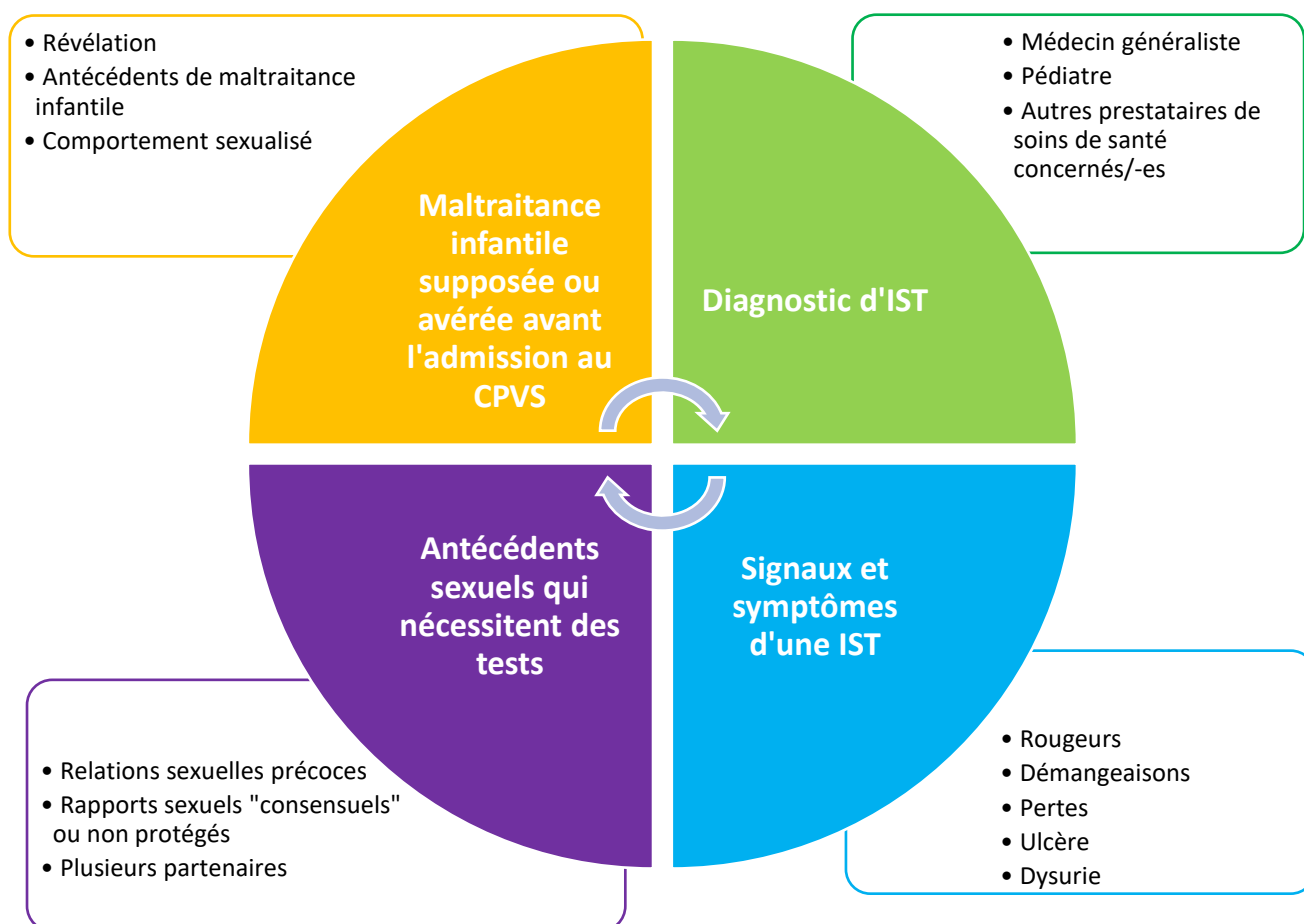 • Révélation
• Antécédents de maltraitance
infantile
• Comportement sexualisé
• Médecin généraliste
• Pédiatre
• Autres prestataires de
soins de santé
concernés/-es
Maltraitance
infantile
supposée ou
avérée avant
l'admission au
CPVS
Diagnostic d'IST
Antécédents
sexuels qui
nécessitent des
tests
Signaux et
symptômes
d'une IST
• Relations sexuelles précoces
• Rapports sexuels "consensuels"
ou non protégés
• Plusieurs partenaires
• Rougeurs
• Démangeaisons
• Pertes
• Ulcère
• Dysurie